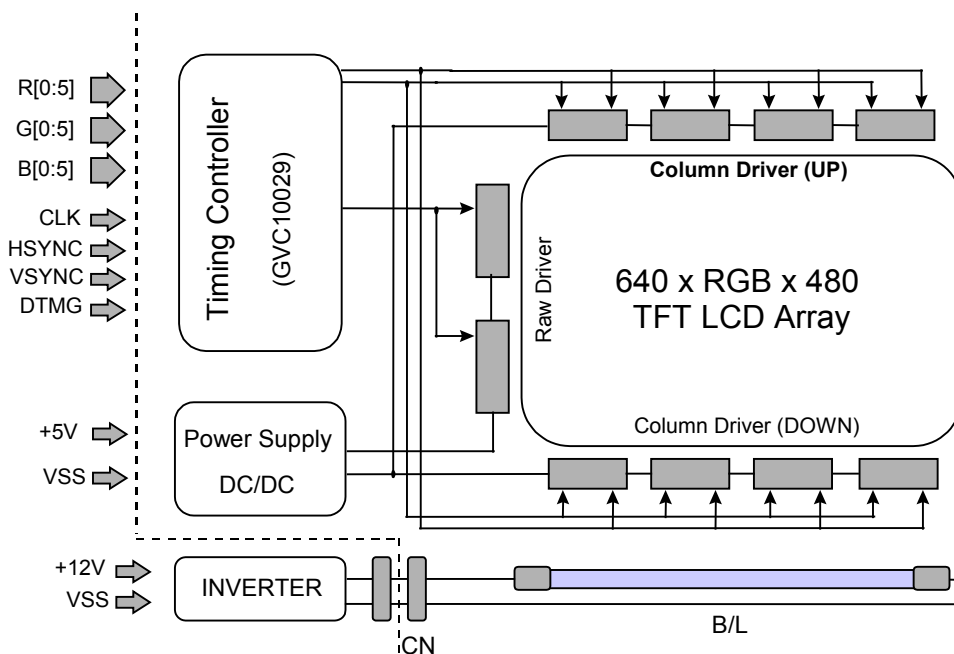 R[0:5]
G[0:5]
B[0:5]
CLK
HSYNC
VSYNC
DTMG
+5V
VSS
+12V
VSS
Timing Controller
(GVC10029)
Power Supply
DC/DC
INVERTER
CN
Raw Driver
Column Driver (UP)
640 x RGB x 480
TFT LCD Array
Column Driver (DOWN)
B/L